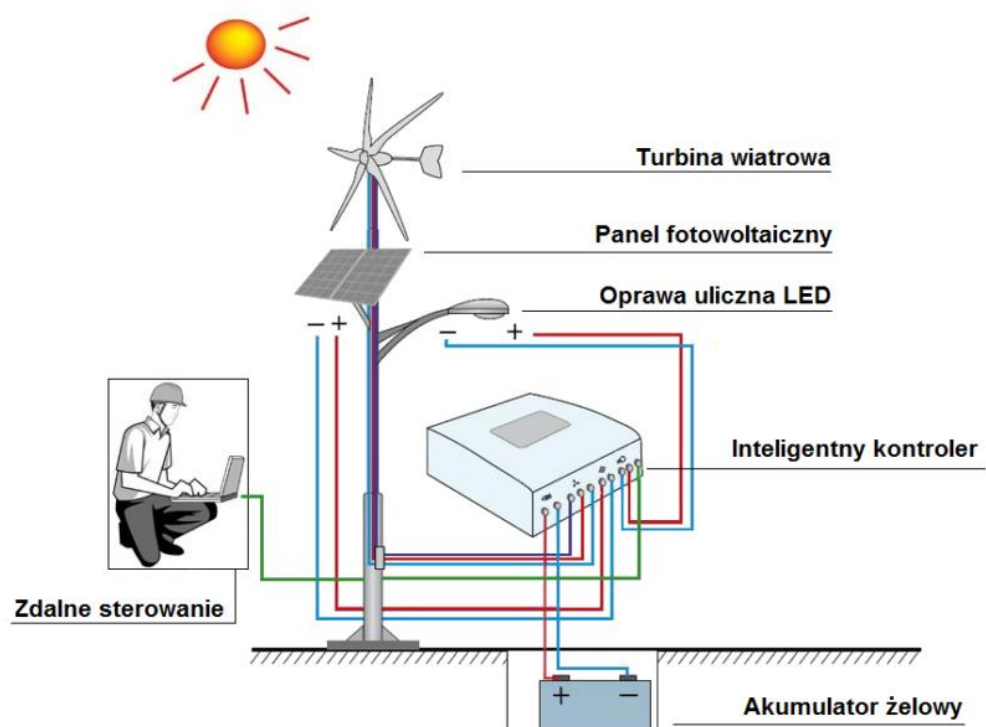 Turbina wiatrowa
Panel fotowoltaiczny
Oprawa uliczna LED
− + − +
Inteligentny kontroler
Zdalne sterowanie
+ −
Akumulator żelowy